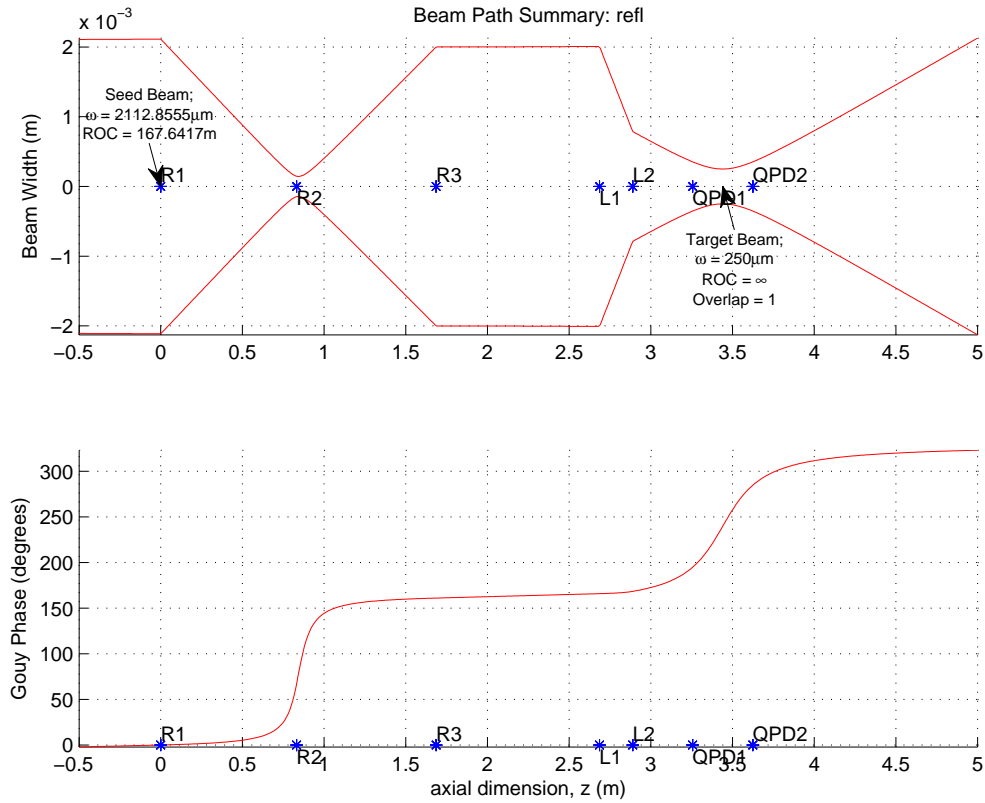 Beam Path Summary: refl
x 10⁻³
2
1
0
−1
−2
Beam Width (m)
Seed Beam;
ω = 2112.8555μm
ROC = 167.6417m
R1
R2
R3
L1
L2
QPD1
QPD2
Target Beam;
ω = 250μm
ROC = ∞
Overlap = 1
−0.5 0 0.5 1 1.5 2 2.5 3 3.5 4 4.5 5
300
250
200
150
100
50
0
Gouy Phase (degrees)
R1
R2
R3
L1
L2
QPD1
QPD2
−0.5 0 0.5 1 1.5 2 2.5 3 3.5 4 4.5 5
axial dimension, z (m)